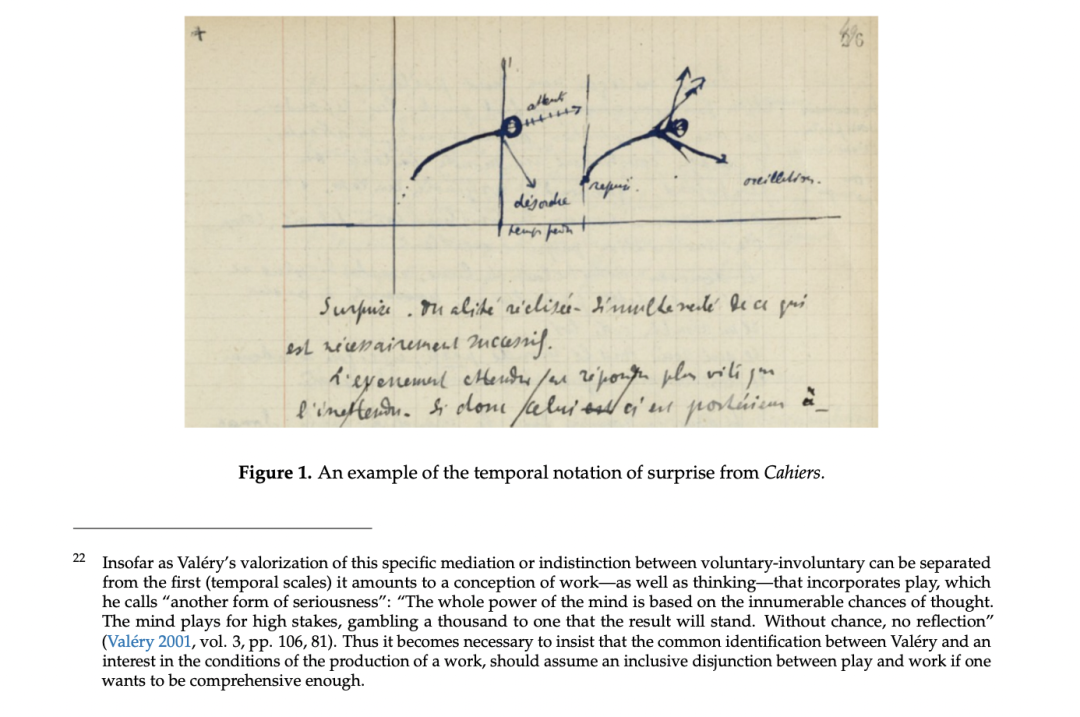 attente
désordre
repris.
oscillations.
temps perdu
Surprise. Dualité réalisée - Simultanéité de ce qui
est nécessairement successif.
L'événement attendu plus vite que
l'inattendu. Si donc celui est ci est postérieur à
Figure 1. An example of the temporal notation of surprise from Cahiers.
22 Insofar as Valéry's valorization of this specific mediation or indistinction between voluntary-involuntary can be separated
from the first (temporal scales) it amounts to a conception of work—as well as thinking—that incorporates play, which
he calls “another form of seriousness”: “The whole power of the mind is based on the innumerable chances of thought.
The mind plays for high stakes, gambling a thousand to one that the result will stand. Without chance, no reflection”
(Valéry 2001, vol. 3, pp. 106, 81). Thus it becomes necessary to insist that the common identification between Valéry and an
interest in the conditions of the production of a work, should assume an inclusive disjunction between play and work if one
wants to be comprehensive enough.